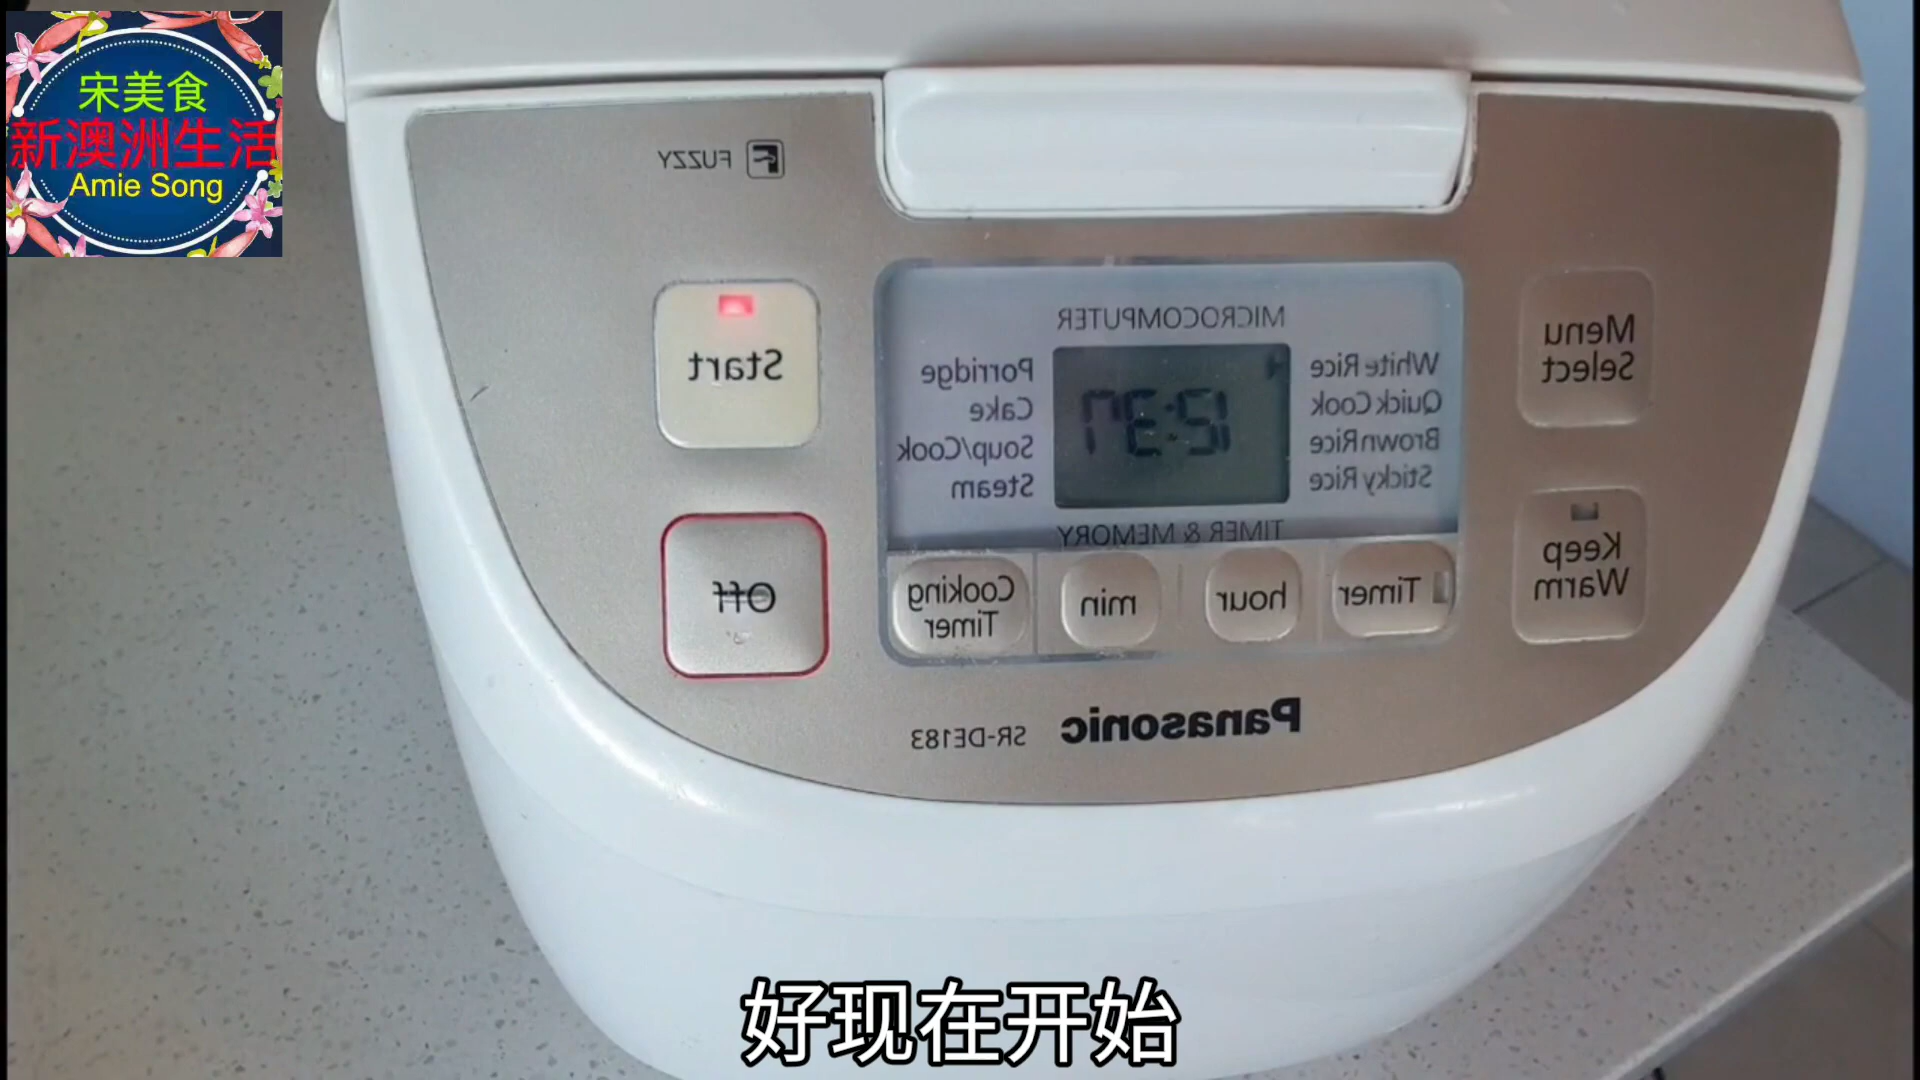 宋美食
新澳洲生活
Amie Song
FUZZY
Start
Off
MICROCOMPUTER
Porridge
Cake
Soup/Cook
Steam
12:37
White Rice
Quick Cook
Brown Rice
Sticky Rice
TIMER & MEMORY
Cooking
Timer
min
hour
Timer
Menu
Select
Keep
Warm
SR-DE183
Panasonic
好现在开始